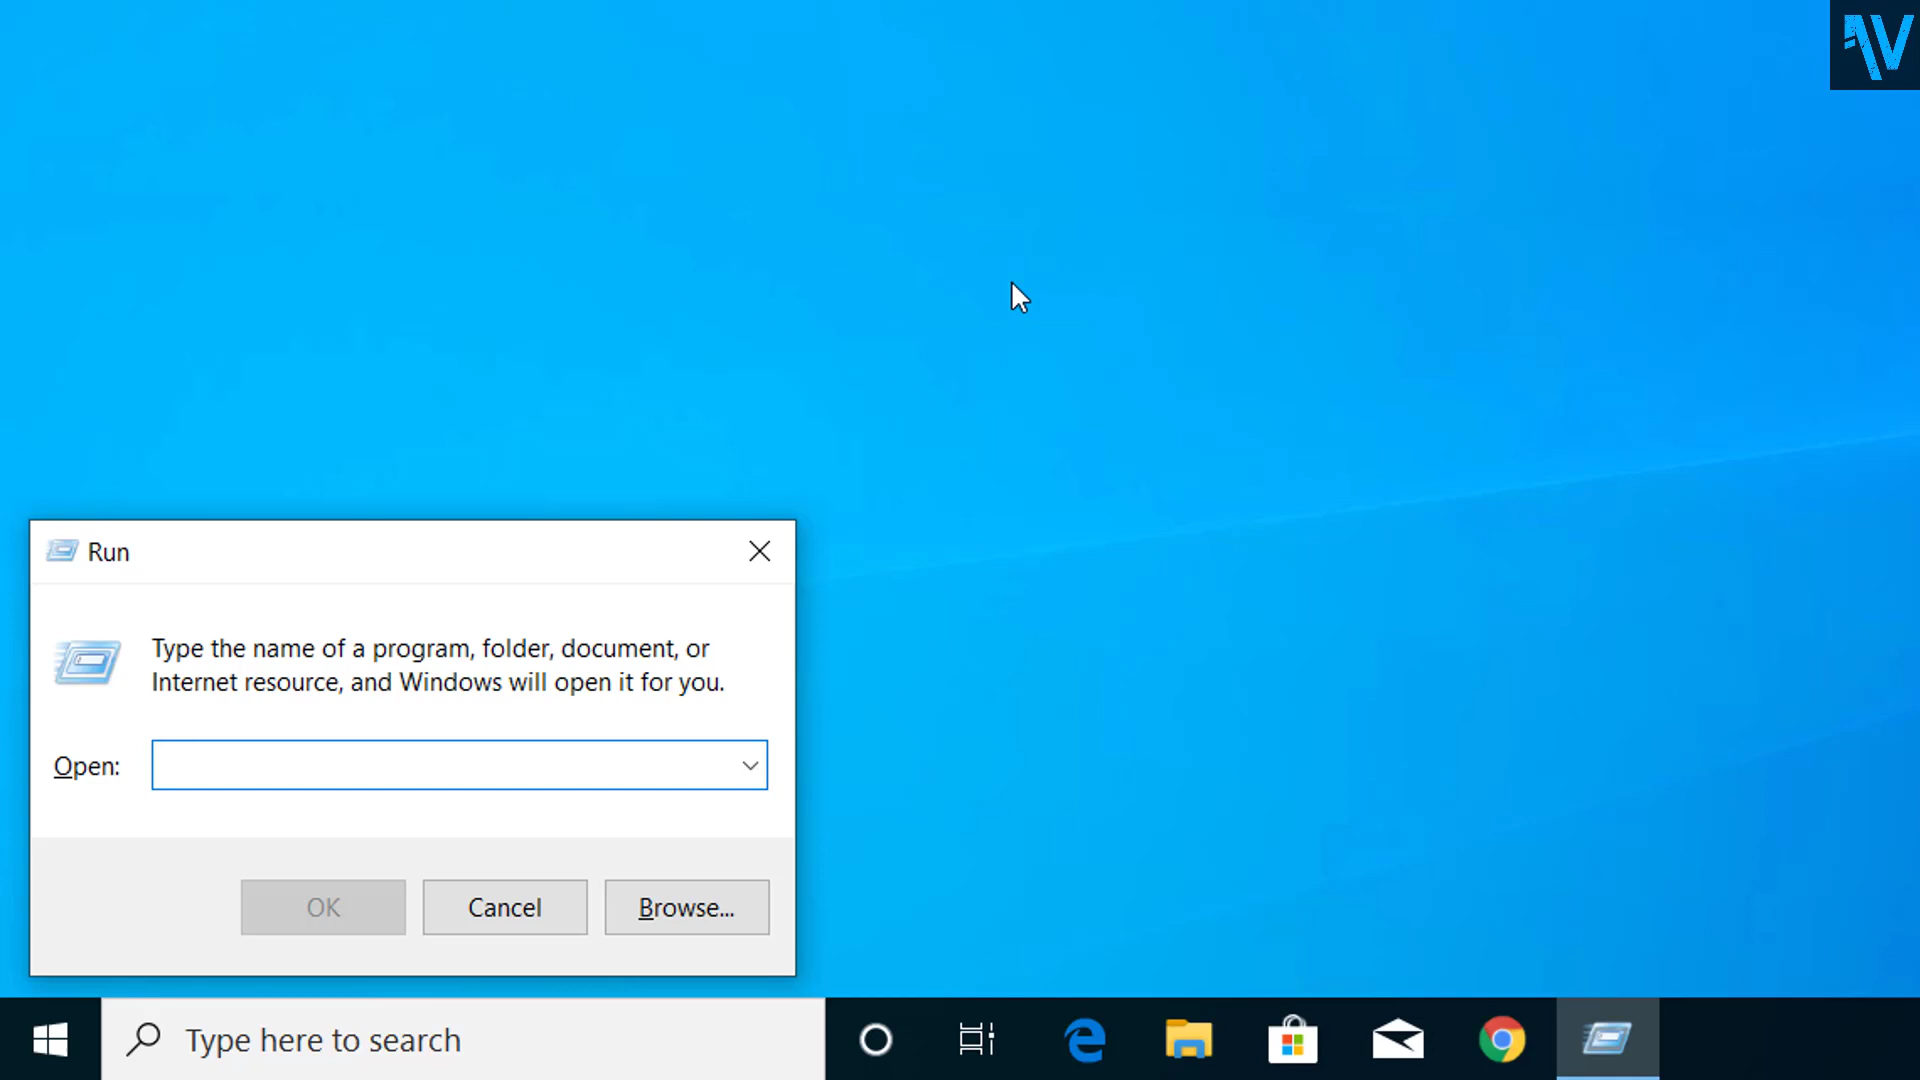 Run
Type the name of a program, folder, document, or
Internet resource, and Windows will open it for you.
Open:
OK
Cancel
Browse...
Type here to search